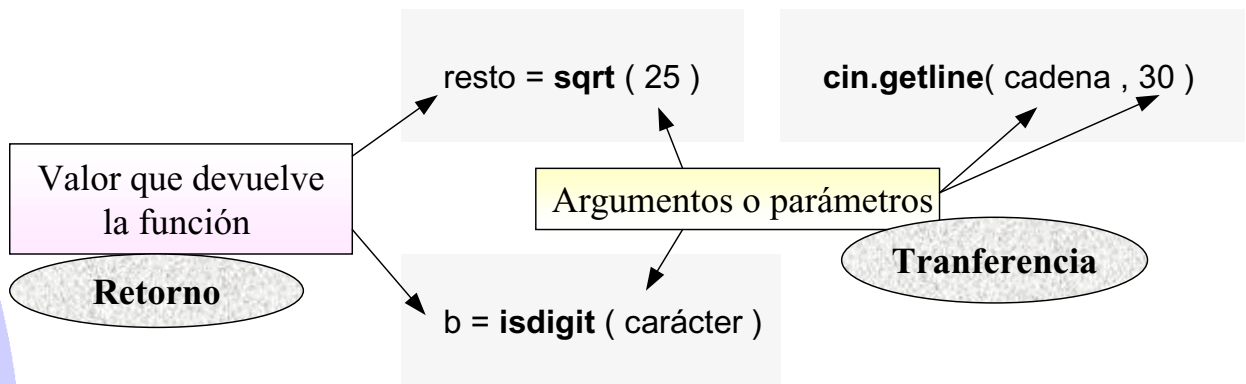 resto = sqrt ( 25 )
cin.getline( cadena , 30 )
Valor que devuelve
la función
Retorno
Argumentos o parámetros
Tranferencia
b = isdigit ( carácter )